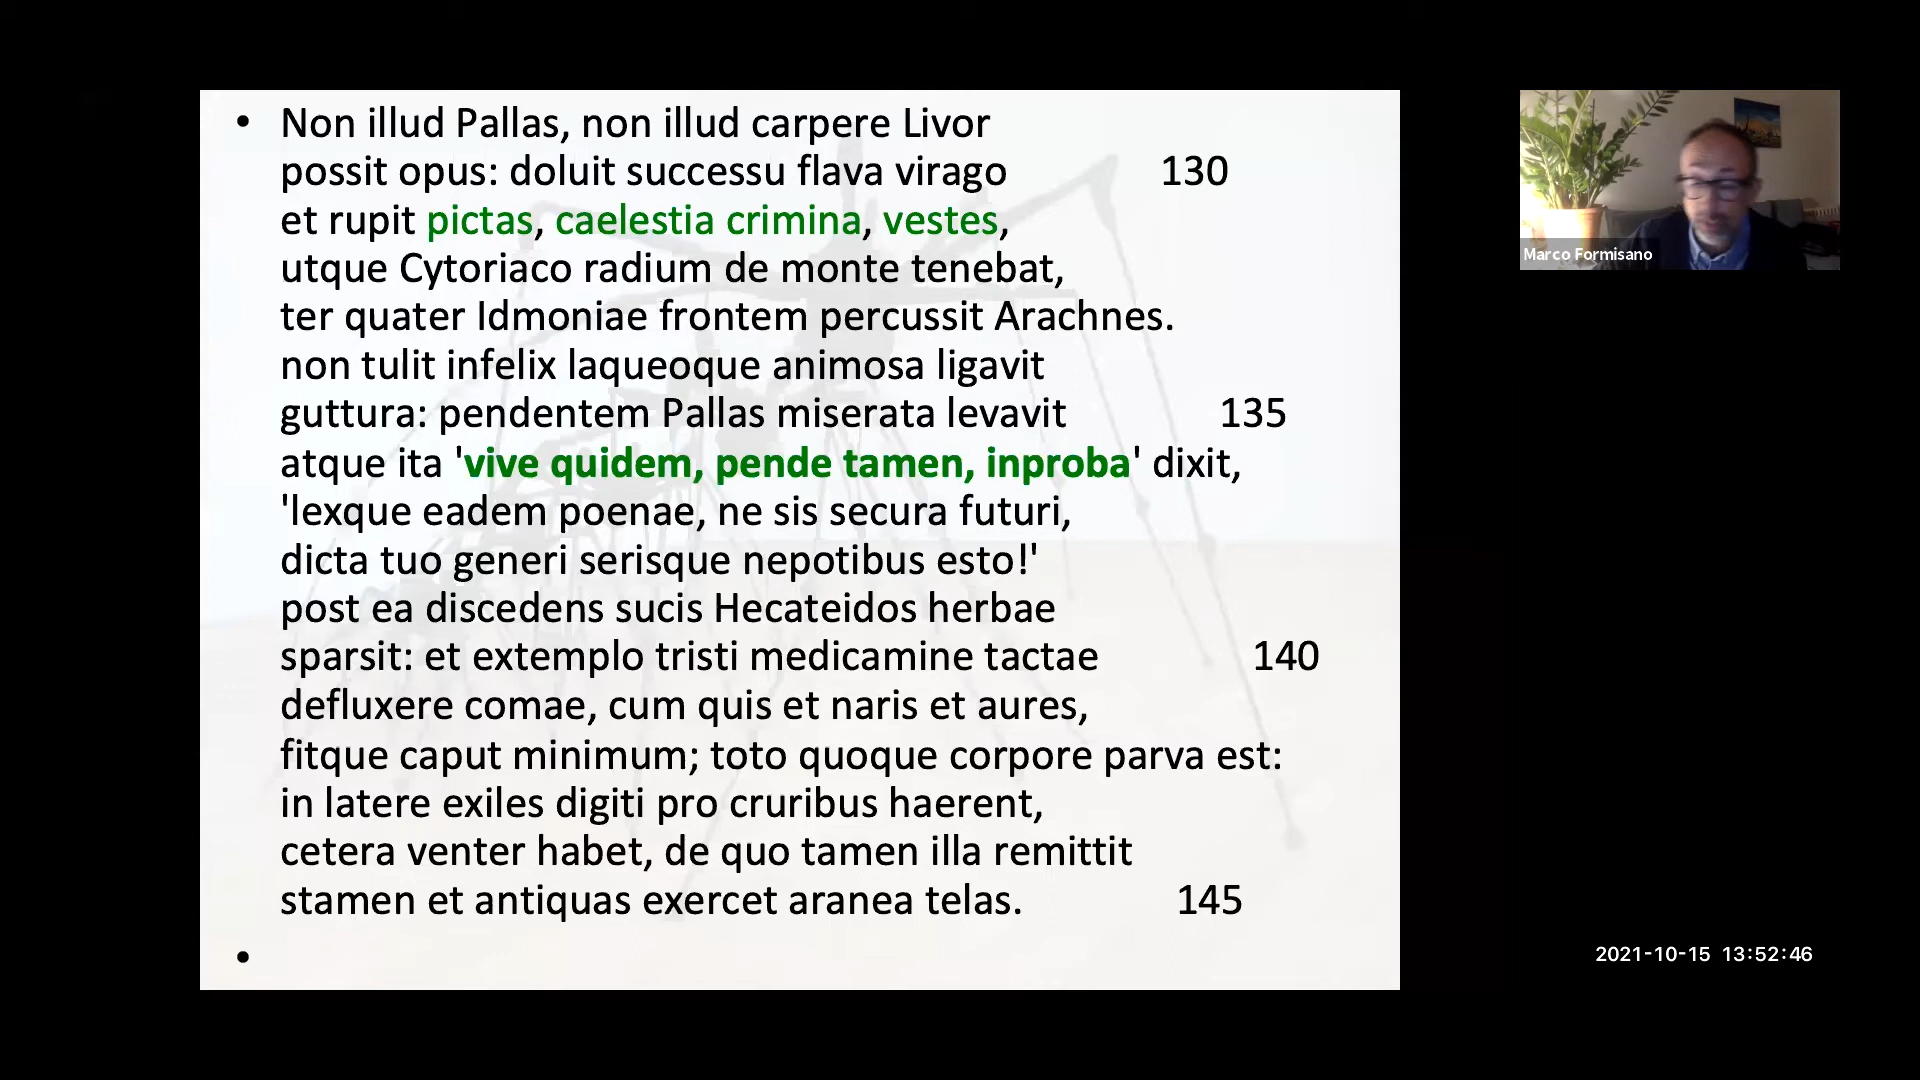 • Non illud Pallas, non illud carpere Livor
possit opus: doluit successu flava virago 130
et rupit pictas, caelestia crimina, vestes,
utque Cytoriaco radium de monte tenebat,
ter quater Idmoniae frontem percussit Arachnes.
non tulit infelix laqueoque animosa ligavit
guttura: pendentem Pallas miserata levavit 135
atque ita 'vive quidem, pende tamen, inproba' dixit,
'lexque eadem poenae, ne sis secura futuri,
dicta tuo generi serisque nepotibus esto!'
post ea discedens sucis Hecateidos herbae
sparsit: et extemplo tristi medicamine tactae 140
defluxere comae, cum quis et naris et aures,
fitque caput minimum; toto quoque corpore parva est:
in latere exiles digiti pro cruribus haerent,
cetera venter habet, de quo tamen illa remittit
stamen et antiquas exercet aranea telas. 145
•
Marco Formisano
2021-10-15 13:52:46